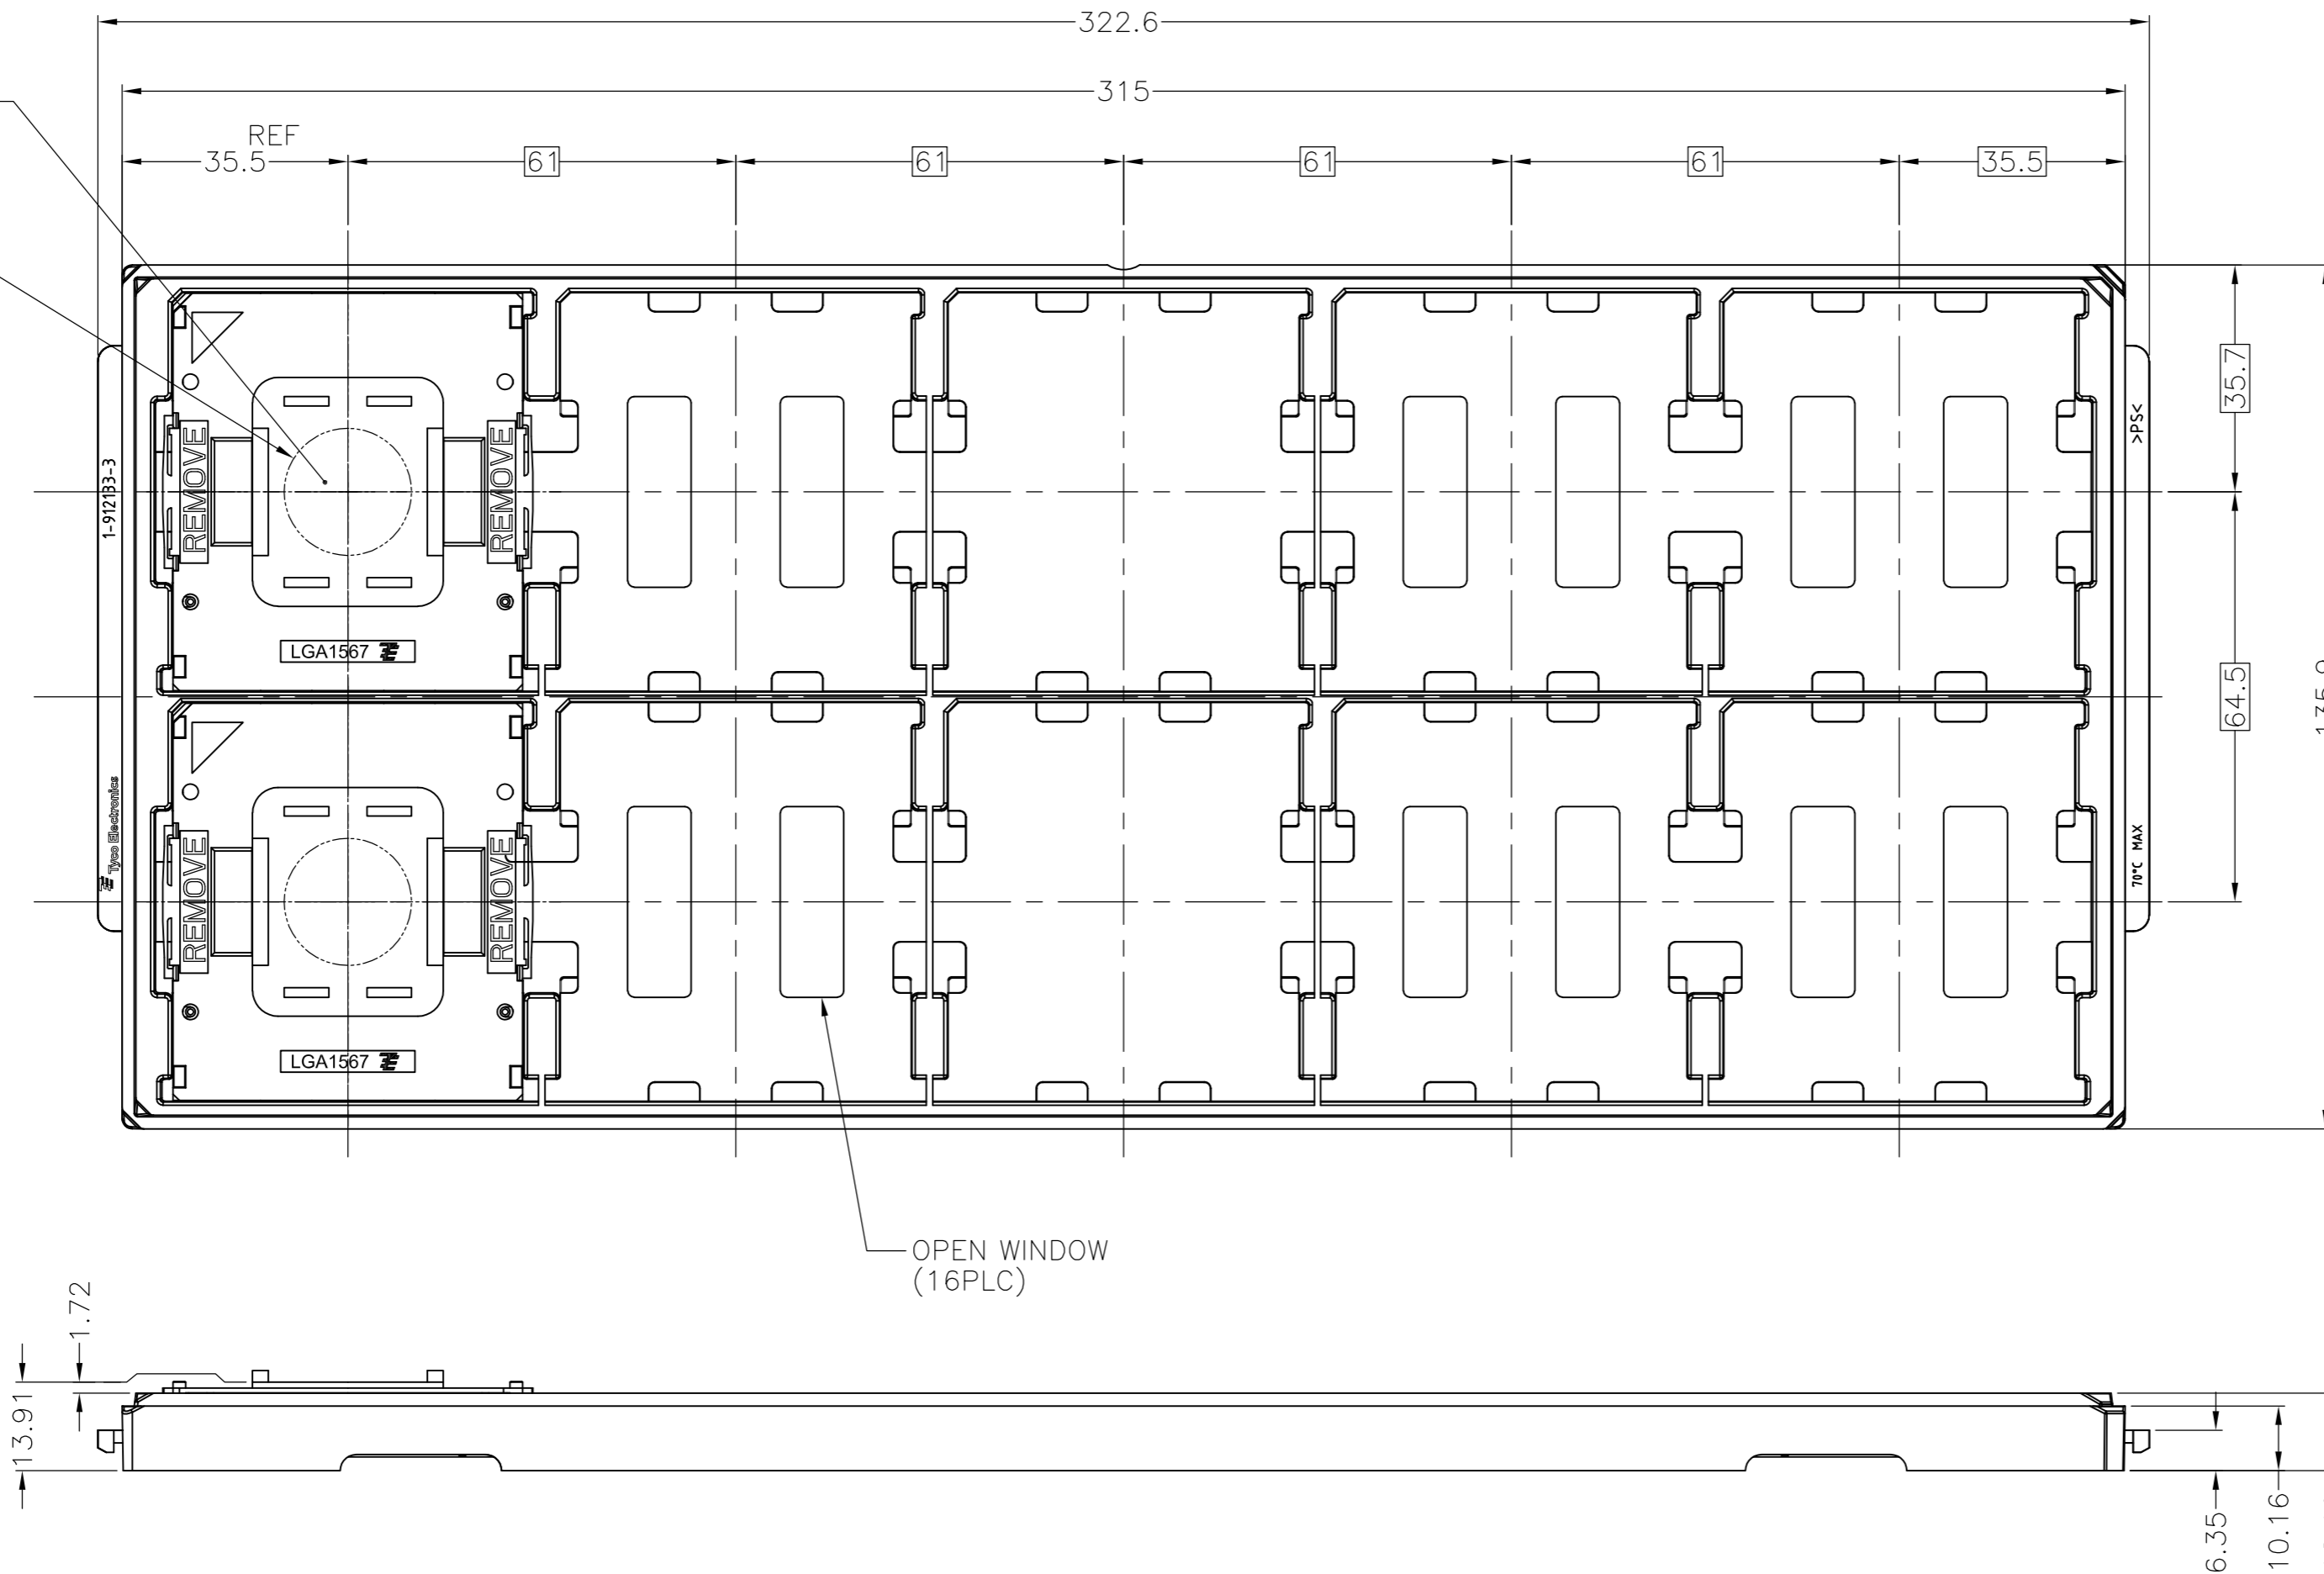 322.6
315
REF
35.5
61
61
61
61
35.5
35.7
64.5
1-912133-3
Tyco Electronics
>PS<
70°C MAX
REMOVE
REMOVE
LGA1567
REMOVE
REMOVE
LGA1567
OPEN WINDOW
(16PLC)
1.72
13.91
6.35
10.16